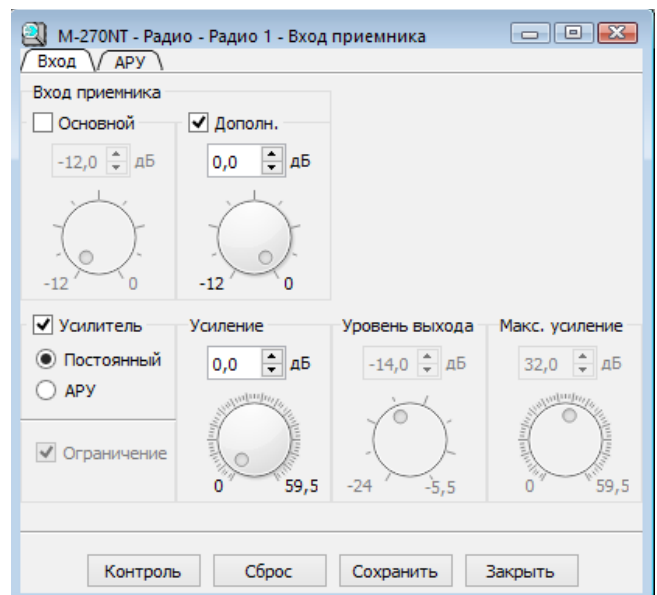 M-270NT - Радио - Радио 1 - Вход приемника
Вход АРУ
Вход приемника
Основной Дополн.
-12,0 дБ 0,0 дБ
-12 0 -12 0
Усилитель Усиление Уровень выхода Макс. усиление
Постоянный 0,0 дБ -14,0 дБ 32,0 дБ
АРУ
Ограничение
0 59,5 -24 -5,5 0 59,5
Контроль Сброс Сохранить Закрыть